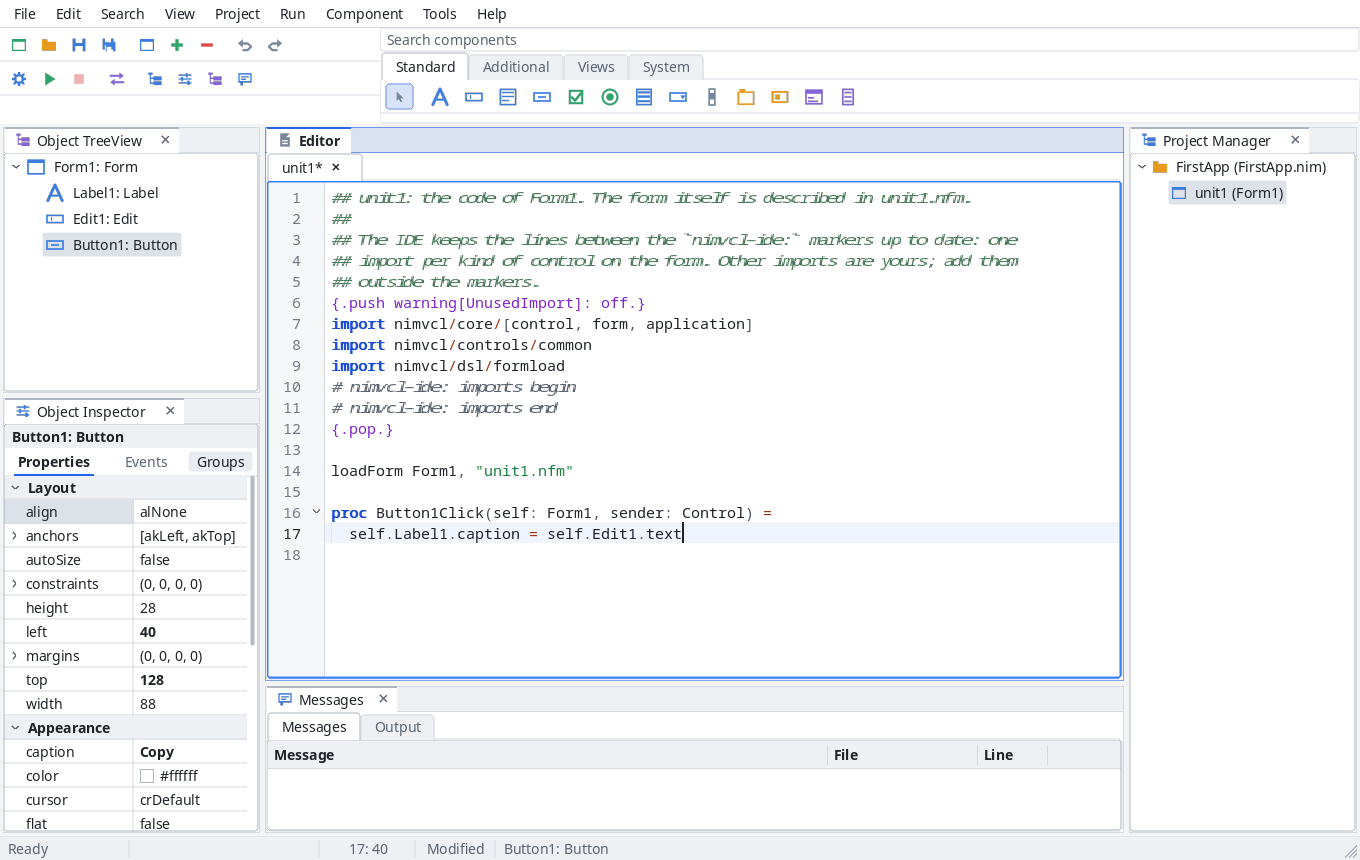 File Edit Search View Project Run Component Tools Help
Search components
Standard Additional Views System
Object TreeView
Form1: Form
Label1: Label
Edit1: Edit
Button1: Button
Object Inspector
Button1: Button
Properties Events Groups
Layout
align alNone
anchors [akLeft, akTop]
autoSize false
constraints (0, 0, 0, 0)
height 28
left 40
margins (0, 0, 0, 0)
top 128
width 88
Appearance
caption Copy
color #ffffff
cursor crDefault
flat false
Editor
unit1*
1 ## unit1: the code of Form1. The form itself is described in unit1.nfm.
2 ##
3 ## The IDE keeps the lines between the `nimvcl-ide:` markers up to date: one
4 ## import per kind of control on the form. Other imports are yours; add them
5 ## outside the markers.
6 {.push warning[UnusedImport]: off.}
7 import nimvcl/core/[control, form, application]
8 import nimvcl/controls/common
9 import nimvcl/dsl/formload
10 # nimvcl-ide: imports begin
11 # nimvcl-ide: imports end
12 {.pop.}
13
14 loadForm Form1, "unit1.nfm"
15
16 proc Button1Click(self: Form1, sender: Control) =
17 self.Label1.caption = self.Edit1.text
18
Messages
Messages Output
Message File Line
Project Manager
FirstApp (FirstApp.nim)
unit1 (Form1)
Ready 17: 40 Modified Button1: Button